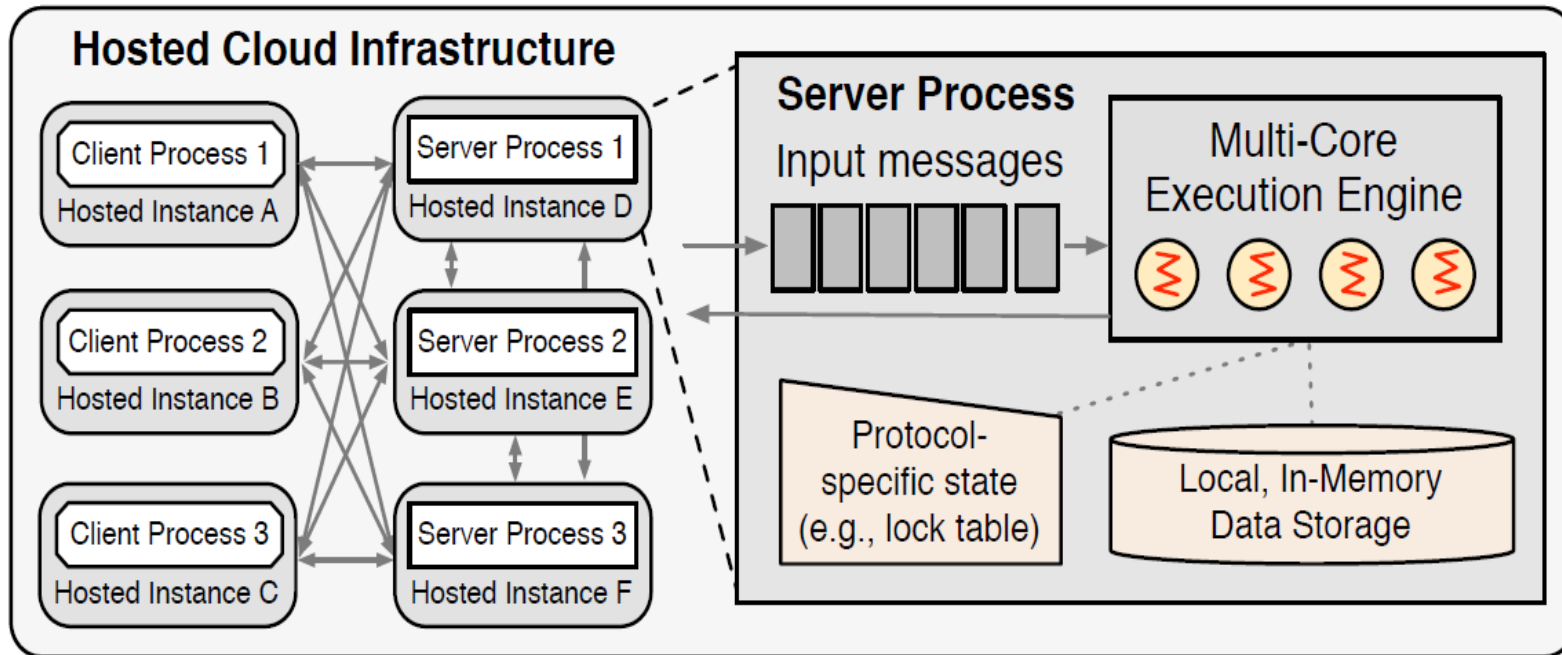 Hosted Cloud Infrastructure
Client Process 1
Hosted Instance A
Server Process 1
Hosted Instance D
Client Process 2
Hosted Instance B
Server Process 2
Hosted Instance E
Client Process 3
Hosted Instance C
Server Process 3
Hosted Instance F
Server Process
Input messages
Multi-Core
Execution Engine
Protocol-
specific state
(e.g., lock table)
Local, In-Memory
Data Storage